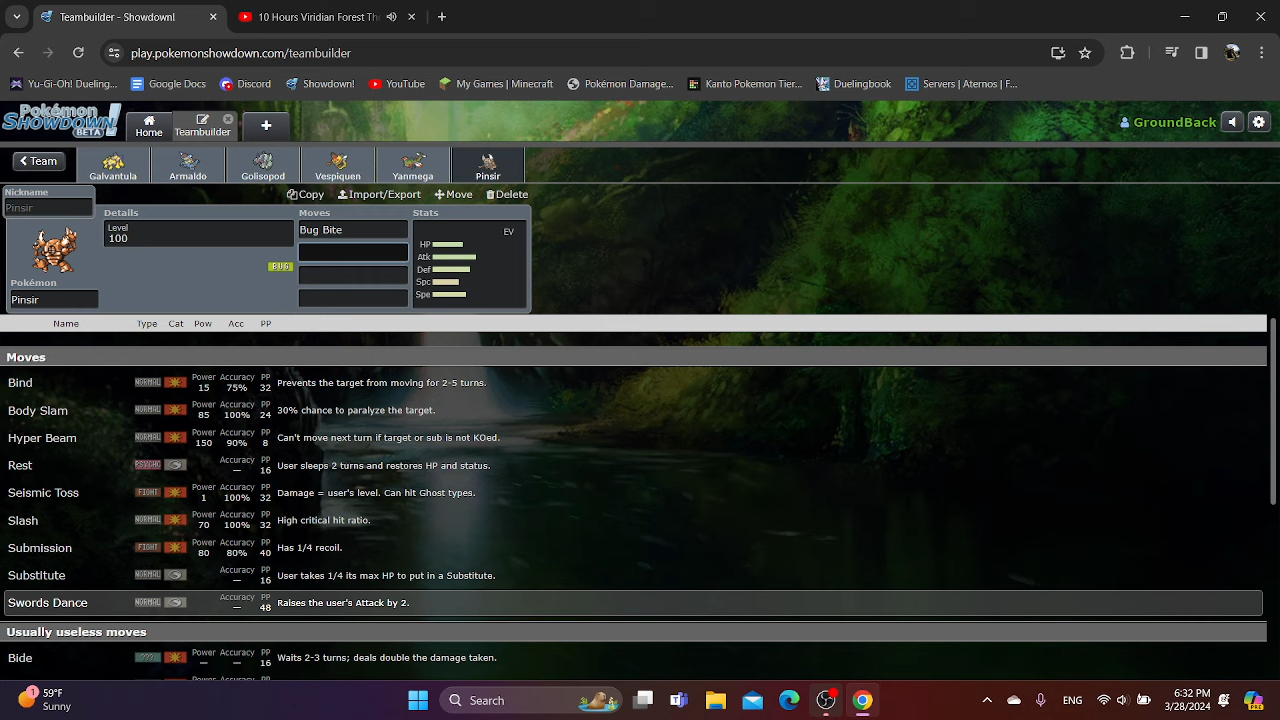 Teambuilder - Showdown!
10 Hours Viridian Forest Th
play.pokemonshowdown.com/teambuilder
Yu-Gi-Oh! Dueling...
Google Docs
Discord
Showdown!
YouTube
My Games | Minecraft
Pokémon Damage...
Kanto Pokemon Tier...
Duelingbook
Servers | Aternos | F...
Pokémon
Showdown!
BETA
Home
Teambuilder
GroundBack
Team
Galvantula
Armaldo
Golisopod
Vespiquen
Yanmega
Pinsir
Copy
Import/Export
Move
Delete
Nickname
Pinsir
Details
Level
100
BUG
Pokémon
Pinsir
Moves
Bug Bite
Stats
EV
HP
Atk
Def
Spc
Spe
Name Type Cat Pow Acc PP
Moves
Bind NORMAL Power 15 Accuracy 75% PP 32 Prevents the target from moving for 2-5 turns.
Body Slam NORMAL Power 85 Accuracy 100% PP 24 30% chance to paralyze the target.
Hyper Beam NORMAL Power 150 Accuracy 90% PP 8 Can't move next turn if target or sub is not KOed.
Rest PSYCHC Accuracy — PP 16 User sleeps 2 turns and restores HP and status.
Seismic Toss FIGHT Power 1 Accuracy 100% PP 32 Damage = user's level. Can hit Ghost types.
Slash NORMAL Power 70 Accuracy 100% PP 32 High critical hit ratio.
Submission FIGHT Power 80 Accuracy 80% PP 40 Has 1/4 recoil.
Substitute NORMAL Accuracy — PP 16 User takes 1/4 its max HP to put in a Substitute.
Swords Dance NORMAL Accuracy — PP 48 Raises the user's Attack by 2.
Usually useless moves
Bide ??? Power — Accuracy — PP 16 Waits 2-3 turns; deals double the damage taken.
1
59°F
Sunny
Search
ENG
6:32 PM
3/28/2024
PRE